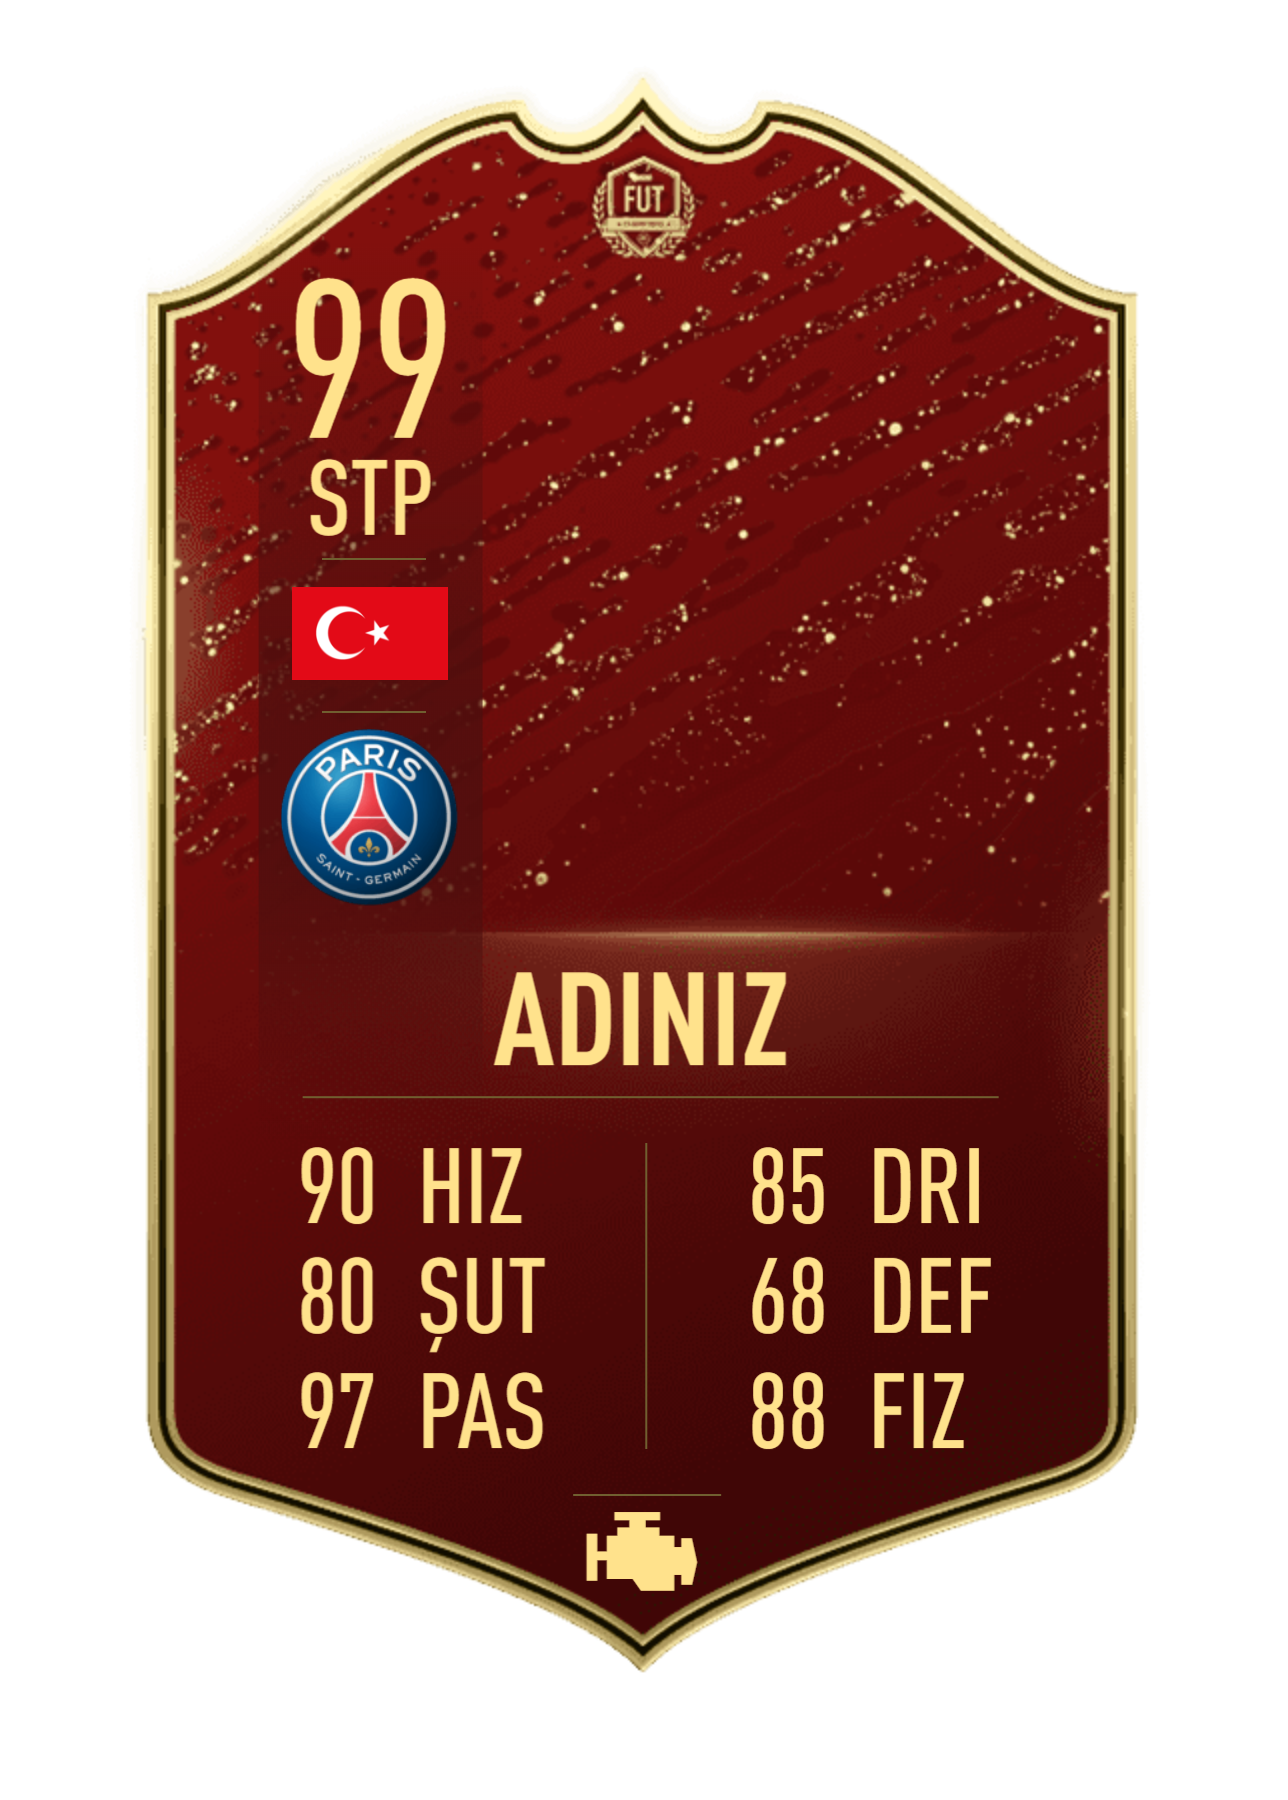 FUT
99
STP
PARIS
SAINT - GERMAIN
ADINIZ
90 HIZ 85 DRI
80 ŞUT 68 DEF
97 PAS 88 FIZ